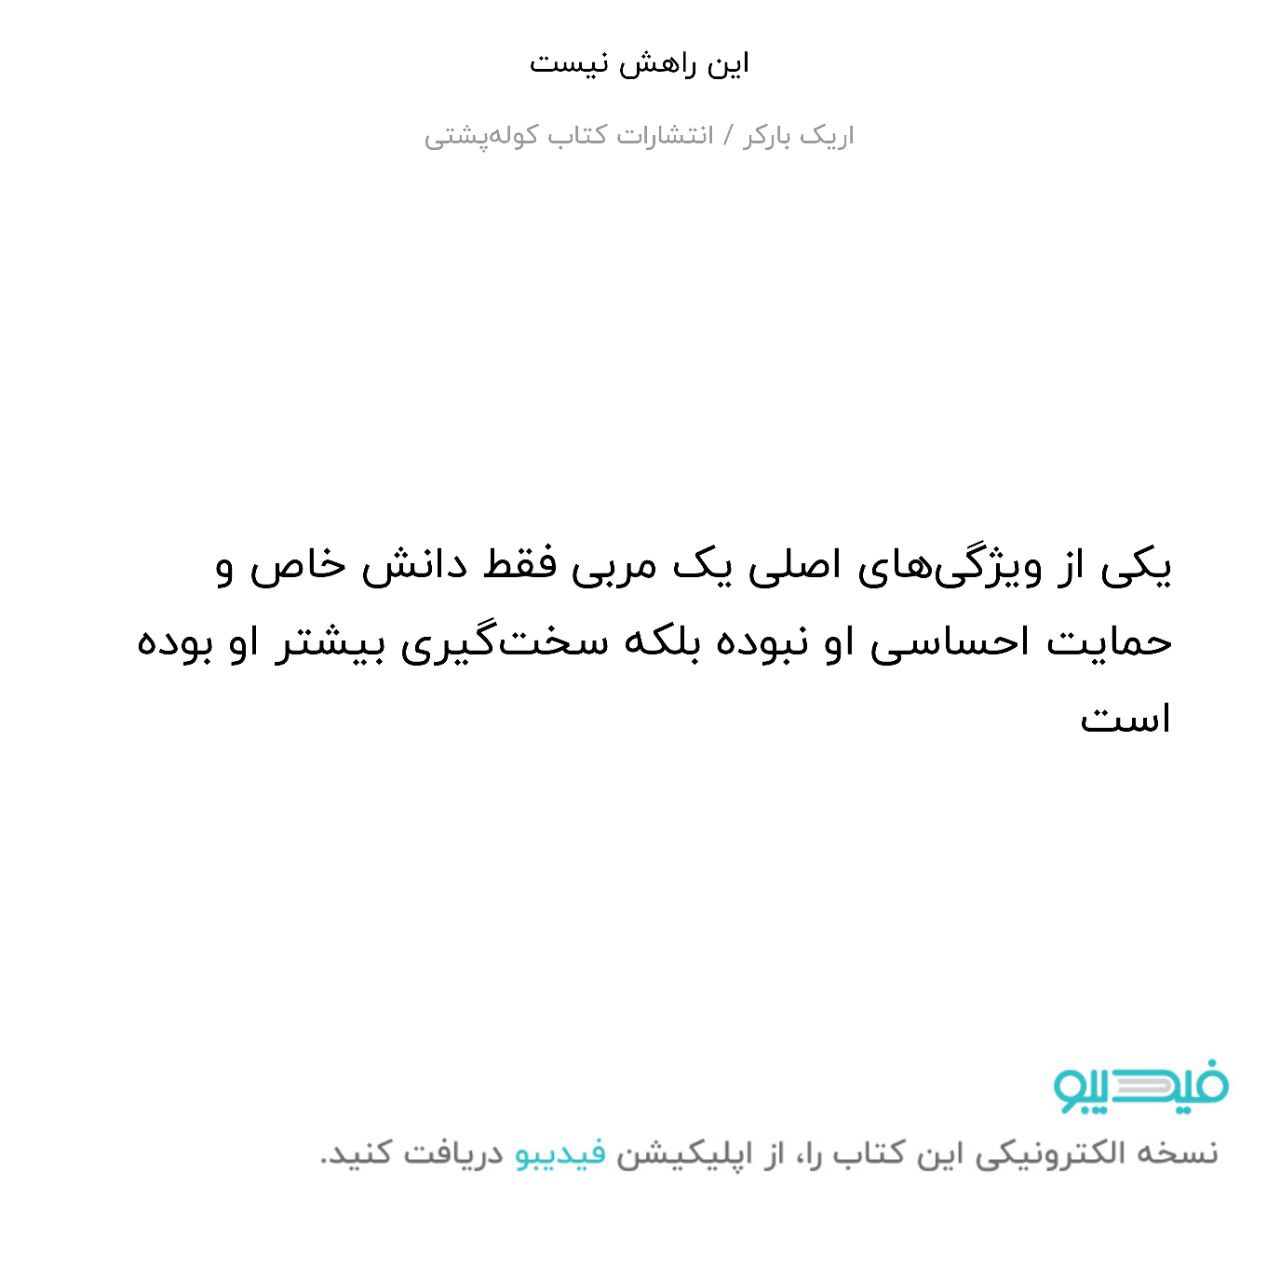 این راهش نیست
اریک بارکر / انتشارات کتاب کوله‌پشتی
یکی از ویژگی‌های اصلی یک مربی فقط دانش خاص و
حمایت احساسی او نبوده بلکه سخت‌گیری بیشتر او بوده
است
فیدیبو
نسخه الکترونیکی این کتاب را، از اپلیکیشن فیدیبو دریافت کنید.